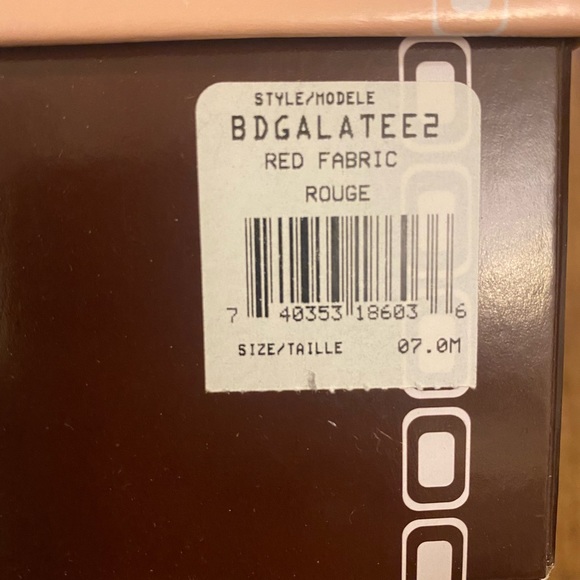 STYLE/MODELE
BDGALATEE2
RED FABRIC
ROUGE
7 40353 18603 6
SIZE/TAILLE 07.0M